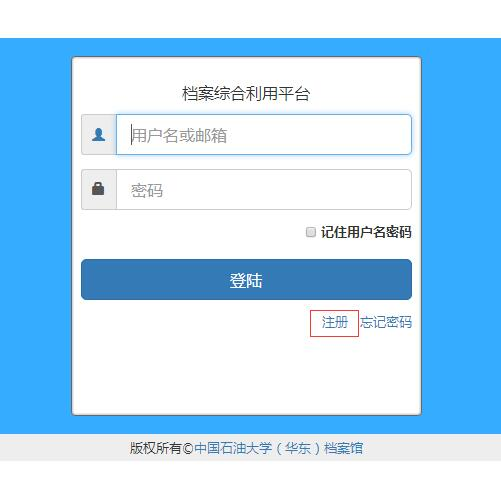 档案综合利用平台
用户名或邮箱
密码
记住用户名密码
登陆
注册 忘记密码
版权所有©中国石油大学（华东）档案馆